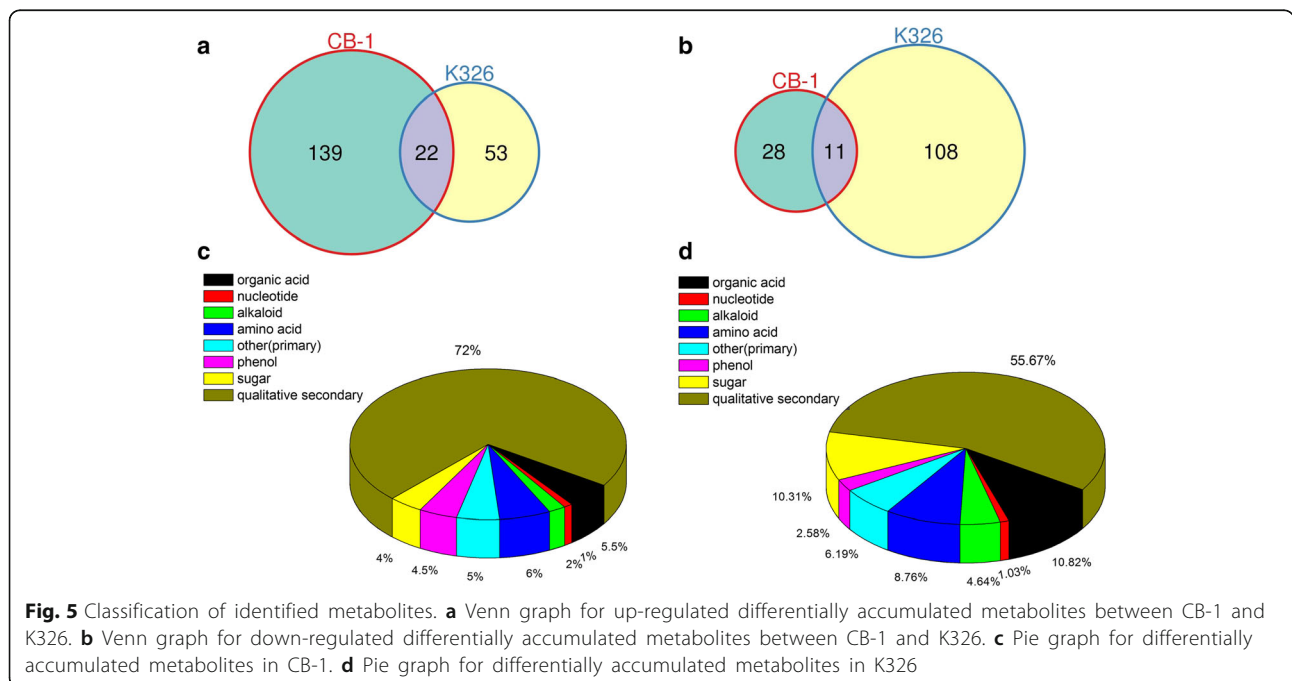 a
CB-1
K326
139
22
53
b
K326
CB-1
28
11
108
c
organic acid
nucleotide
alkaloid
amino acid
other(primary)
phenol
sugar
qualitative secondary
72%
4%
4.5%
5%
6%
2%
1%
5.5%
d
organic acid
nucleotide
alkaloid
amino acid
other(primary)
phenol
sugar
qualitative secondary
55.67%
10.31%
2.58%
6.19%
8.76%
4.64%
1.03%
10.82%
Fig. 5 Classification of identified metabolites. a Venn graph for up-regulated differentially accumulated metabolites between CB-1 and
K326. b Venn graph for down-regulated differentially accumulated metabolites between CB-1 and K326. c Pie graph for differentially
accumulated metabolites in CB-1. d Pie graph for differentially accumulated metabolites in K326